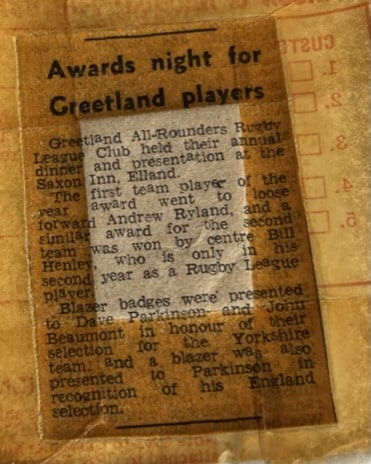 Awards night for
Greetland players
Greetland All-Rounders Rugby
League Club held their annual
dinner and presentation at the
Saxon Inn, Elland.
The first team player of the
year award went to loose
forward Andrew Ryland, and a
similar award for the second
team was won by centre Bill
Henley, who is only in his
second year as a Rugby League
player.
Blazer badges were presented
to Dave Parkinson and John
Beaumont in honour of their
selection for the Yorkshire
team, and a blazer was also
presented to Parkinson in
recognition of his England
selection.
CUSTO
1.
2.
3.
4.
5.